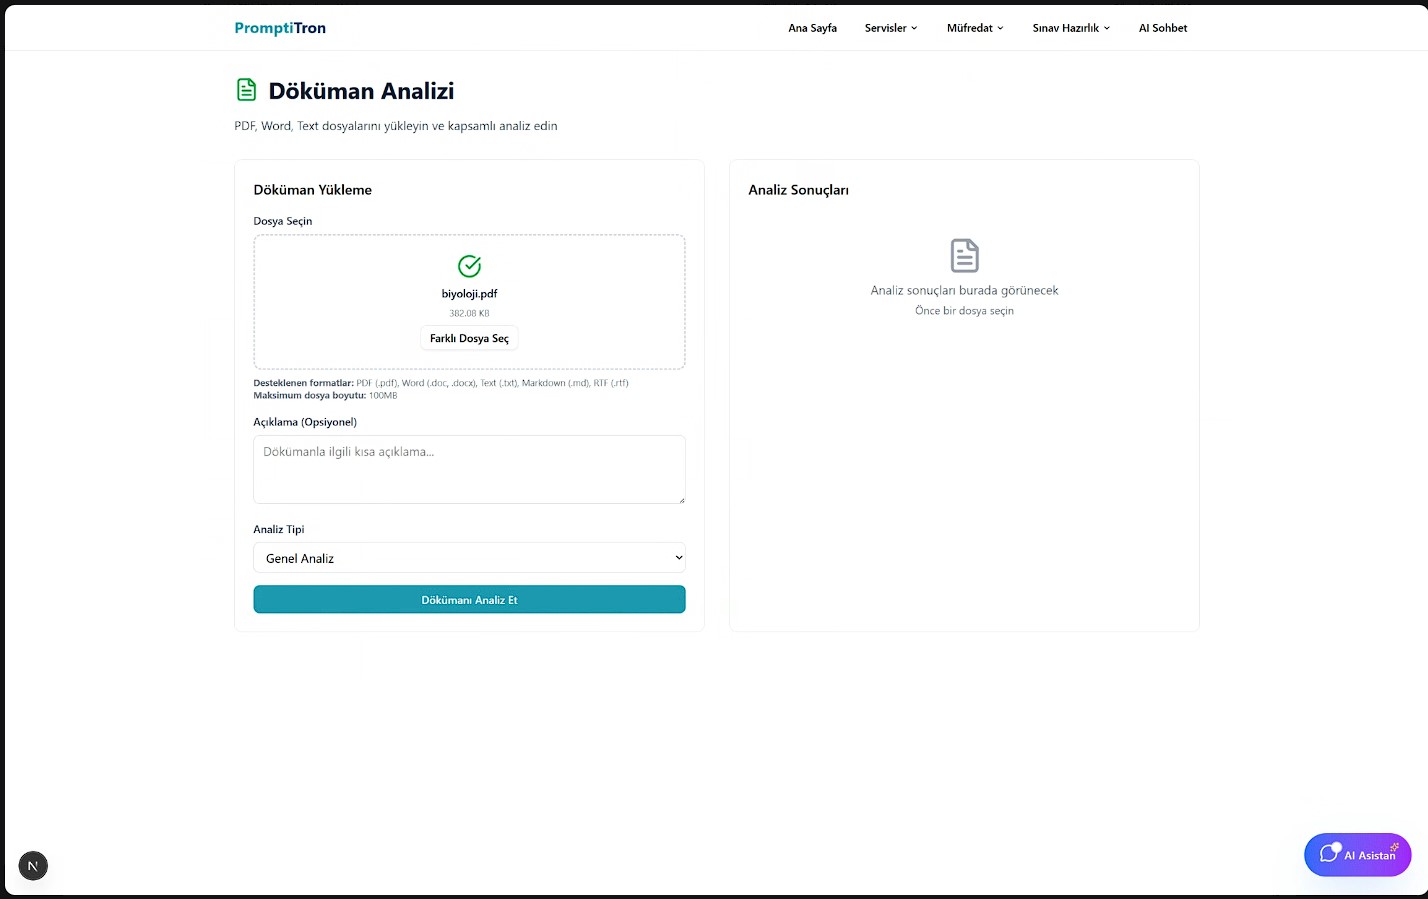 PromptiTron
Ana Sayfa
Servisler
Müfredat
Sınav Hazırlık
AI Sohbet
Döküman Analizi
PDF, Word, Text dosyalarını yükleyin ve kapsamlı analiz edin
Döküman Yükleme
Dosya Seçin
biyoloji.pdf
382.08 KB
Farklı Dosya Seç
Desteklenen formatlar: PDF (.pdf), Word (.doc, .docx), Text (.txt), Markdown (.md), RTF (.rtf)
Maksimum dosya boyutu: 100MB
Açıklama (Opsiyonel)
Dökümanla ilgili kısa açıklama...
Analiz Tipi
Genel Analiz
Dökümanı Analiz Et
Analiz Sonuçları
Analiz sonuçları burada görünecek
Önce bir dosya seçin
N
AI Asistan